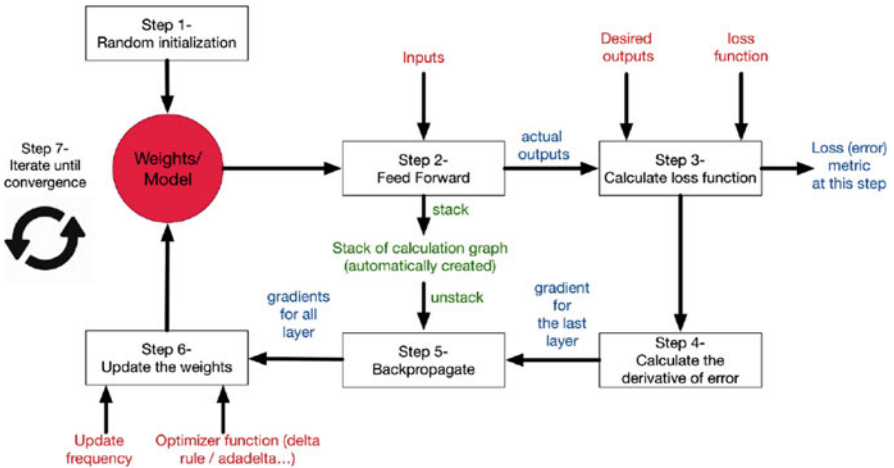 Step 1-
Random initialization
Inputs
Desired
outputs
loss
function
Step 7-
Iterate until
convergence
Weights/
Model
Step 2-
Feed Forward
actual
outputs
Step 3-
Calculate loss function
Loss (error)
metric
at this step
stack
Stack of calculation graph
(automatically created)
unstack
gradients
for all
layer
gradient
for
the last
layer
Step 6-
Update the weights
Step 5-
Backpropagate
Step 4-
Calculate the
derivative of error
Update
frequency
Optimizer function (delta
rule / adadelta...)